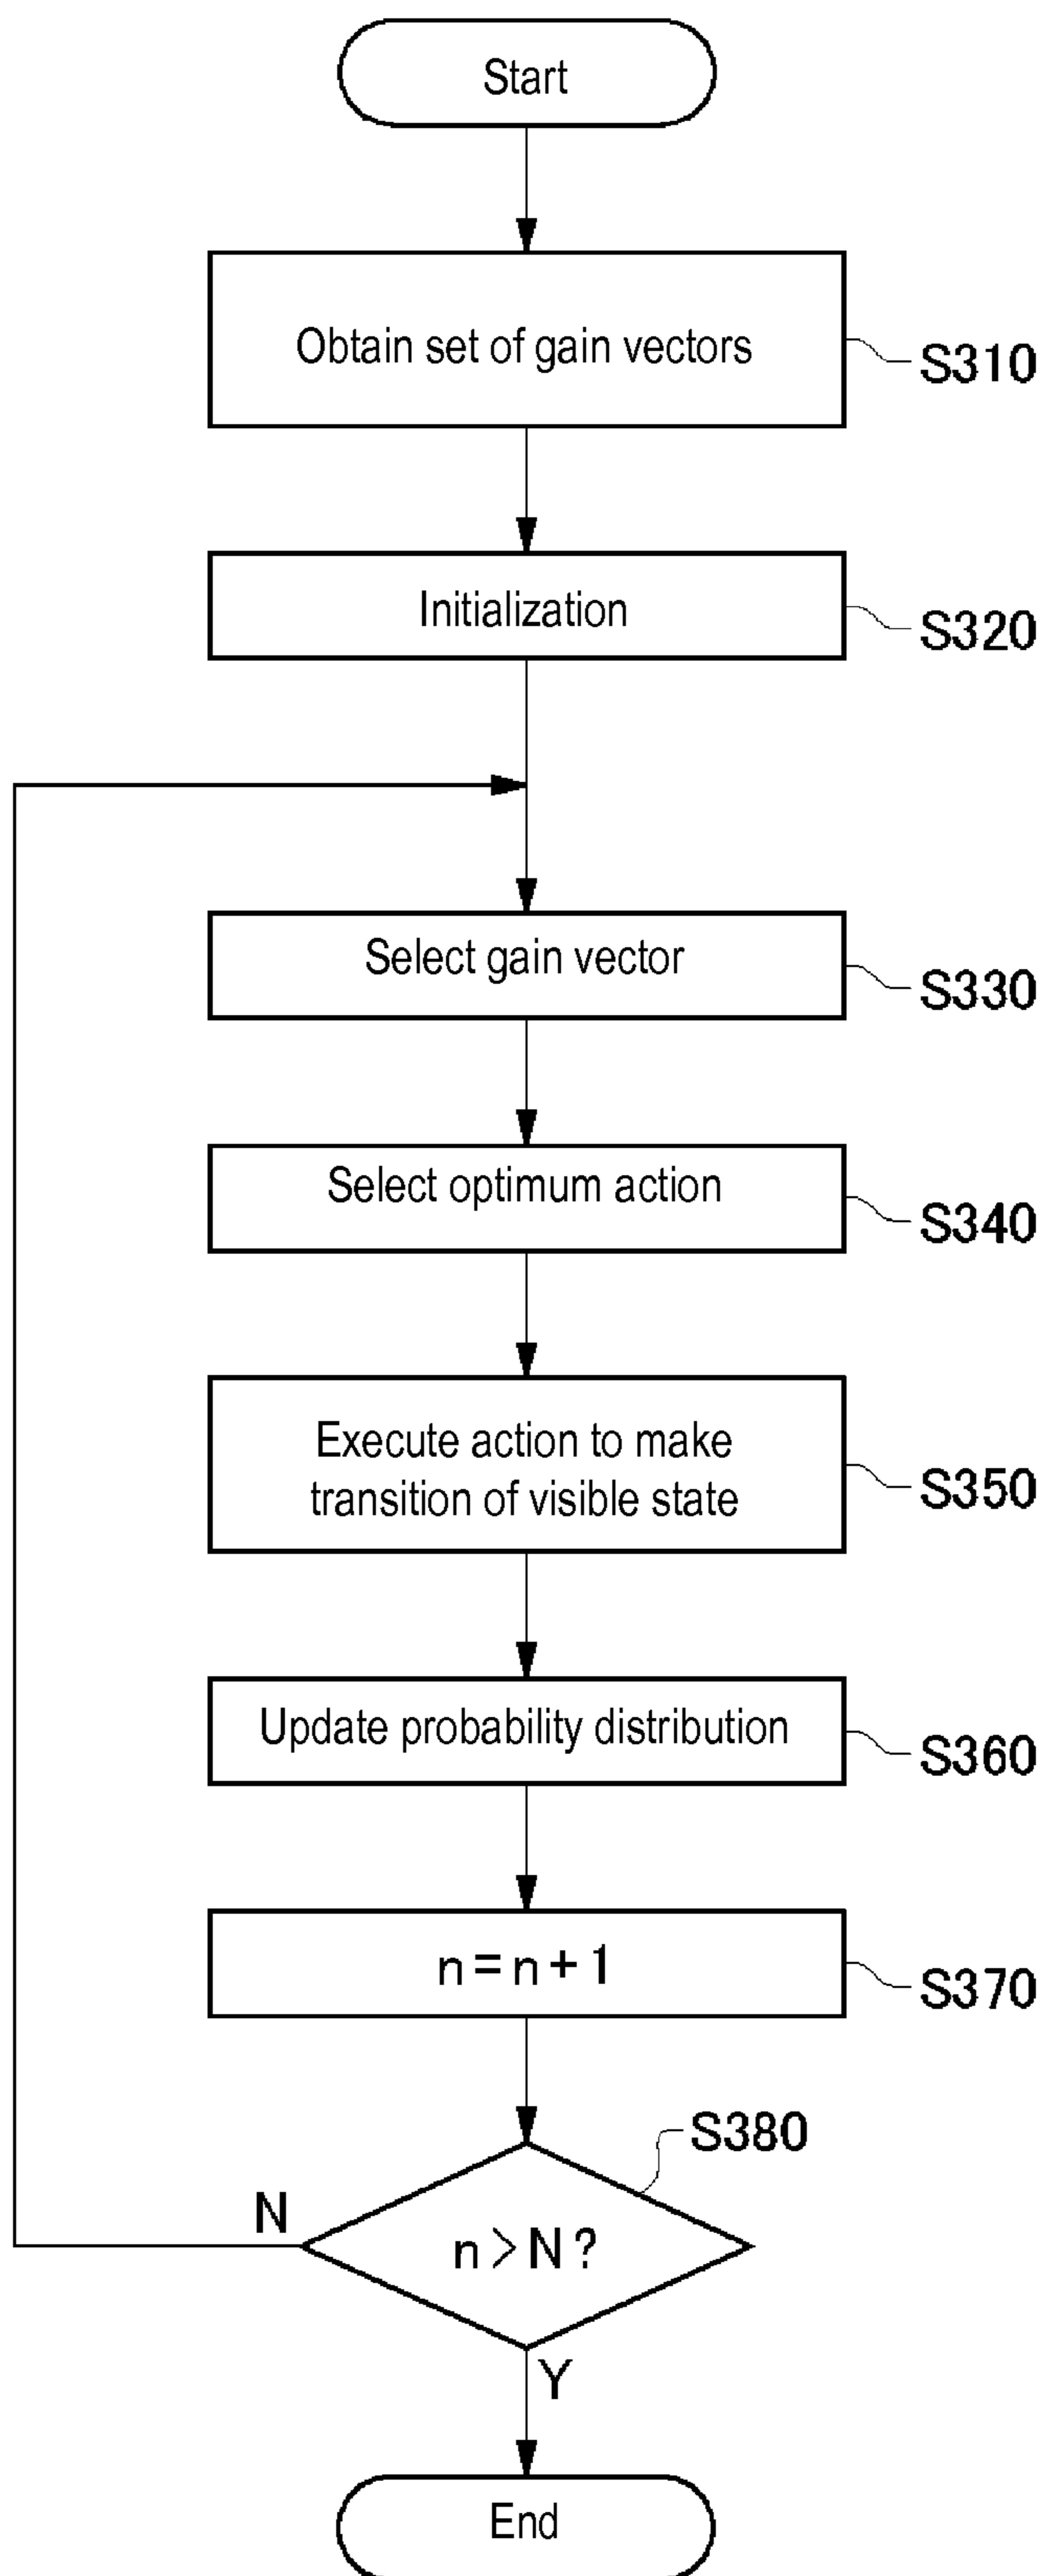 Start
Obtain set of gain vectors
S310
Initialization
S320
Select gain vector
S330
Select optimum action
S340
Execute action to make
transition of visible state
S350
Update probability distribution
S360
n=n+1
S370
S380
N
n>N?
Y
End